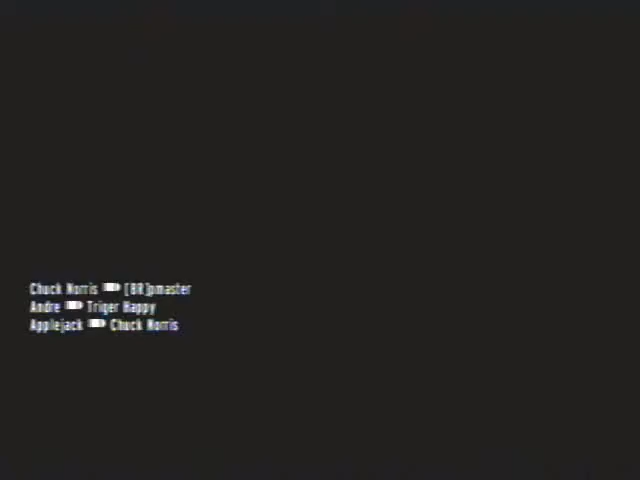 Chuck Norris [BR]pmaster
Andre Triger Happy
Applejack Chuck Norris